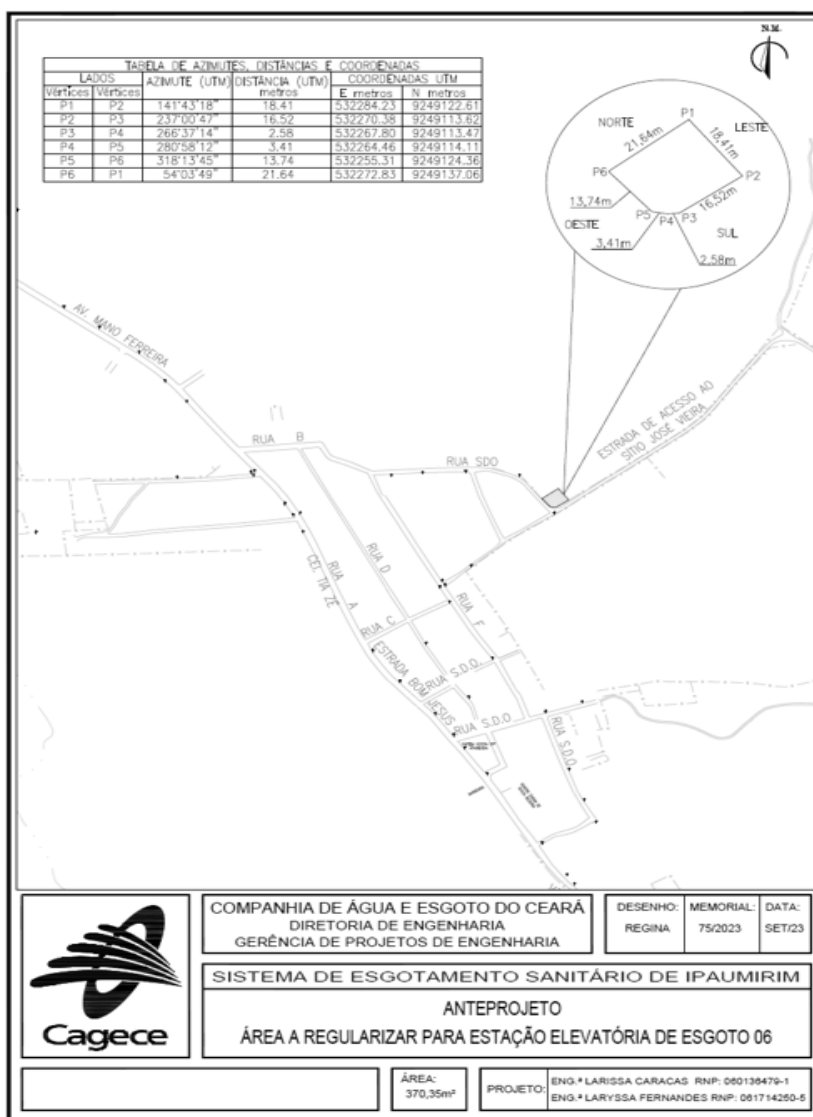 N.M.
TABELA DE AZIMUTES, DISTÂNCIAS E COORDENADAS
LADOS AZIMUTE (UTM) DISTÂNCIA (UTM) metros COORDENADAS UTM
Vértices Vértices E metros N metros
P1 P2 141°43'18" 18.41 532284.23 9249122.61
P2 P3 237°00'47" 16.52 532270.38 9249113.62
P3 P4 266°37'14" 2.58 532267.80 9249113.47
P4 P5 280°58'12" 3.41 532264.46 9249114.11
P5 P6 318°13'45" 13.74 532255.31 9249124.36
P6 P1 54°03'49" 21.64 532272.83 9249137.06
P1
NORTE
LESTE
21,64m
18,41m
P6
P2
13,74m
16,52m
P5
P4 P3
OESTE
SUL
3,41m
2,58m
AV. MANO FERREIRA
ESTRADA DE ACESSO AO
SÍTIO JOSÉ VIEIRA
RUA B
RUA SDO
RUA D
RUA A
CEI. TIA ZÉ
RUA F
RUA C
ESTRADA BOM JESUS
RUA S.D.O.
RUA S.D.O
RUA S.D.O
COMPANHIA DE ÁGUA E ESGOTO DO CEARÁ
DIRETORIA DE ENGENHARIA
GERÊNCIA DE PROJETOS DE ENGENHARIA
DESENHO: MEMORIAL: DATA:
REGINA 75/2023 SET/23
Cagece
SISTEMA DE ESGOTAMENTO SANITÁRIO DE IPAUMIRIM
ANTEPROJETO
ÁREA A REGULARIZAR PARA ESTAÇÃO ELEVATÓRIA DE ESGOTO 06
ÁREA:
370,35m²
PROJETO:
ENG.ª LARISSA CARACAS RNP: 060136479-1
ENG.ª LARYSSA FERNANDES RNP: 061714250-5